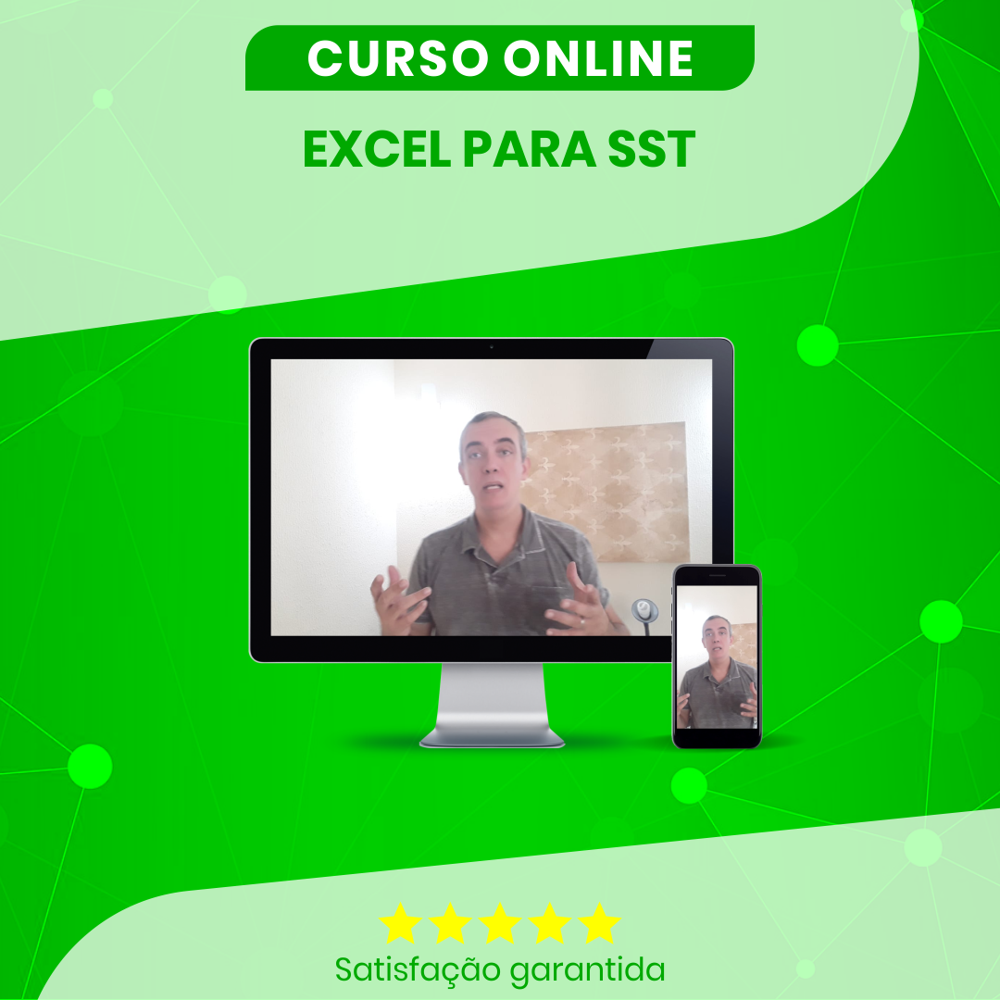 CURSO ONLINE
EXCEL PARA SST
Satisfação garantida